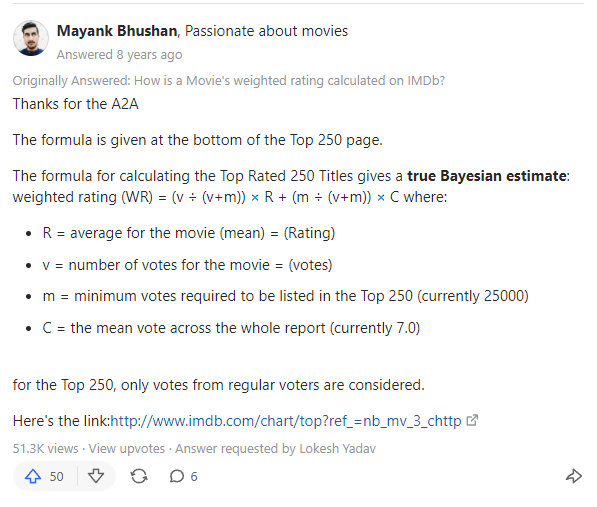 Mayank Bhushan, Passionate about movies
Answered 8 years ago
Originally Answered: How is a Movie's weighted rating calculated on IMDb?
Thanks for the A2A
The formula is given at the bottom of the Top 250 page.
The formula for calculating the Top Rated 250 Titles gives a true Bayesian estimate:
weighted rating (WR) = (v ÷ (v+m)) × R + (m ÷ (v+m)) × C where:
• R = average for the movie (mean) = (Rating)
• v = number of votes for the movie = (votes)
• m = minimum votes required to be listed in the Top 250 (currently 25000)
• C = the mean vote across the whole report (currently 7.0)
for the Top 250, only votes from regular voters are considered.
Here's the link:http://www.imdb.com/chart/top?ref_=nb_mv_3_chttp
51.3K views · View upvotes · Answer requested by Lokesh Yadav
50 6